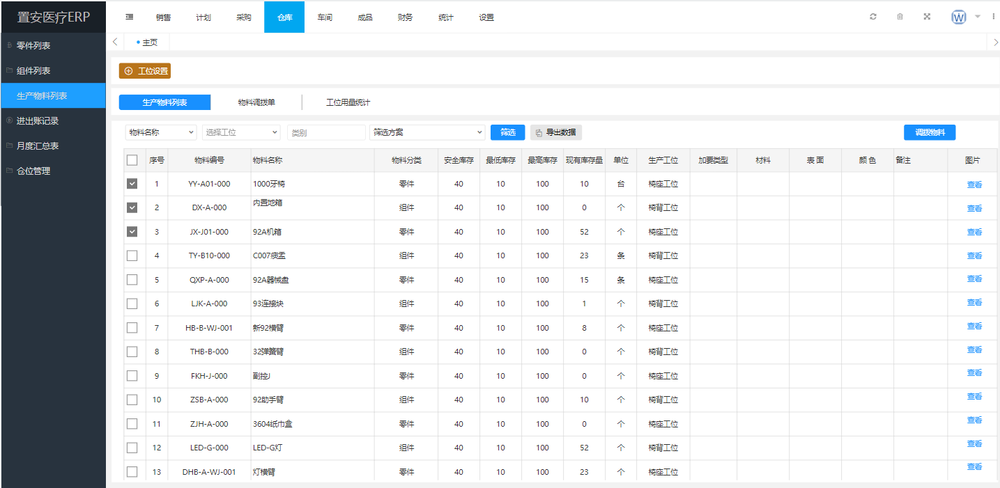 置安医疗ERP
销售 计划 采购 仓库 车间 成品 财务 统计 设置
W
零件列表
组件列表
生产物料列表
进出账记录
月度汇总表
仓位管理
主页
工位设置
生产物料列表 物料调拨单 工位用量统计
物料名称 选择工位 类别 筛选方案 筛选 导出数据 调拨物料
序号 物料编号 物料名称 物料分类 安全库存 最低库存 最高库存 现有库存量 单位 生产工位 加要类型 材料 表 面 颜 色 备注 图片
1 YY-A01-000 1000牙椅 零件 40 10 100 10 台 椅座工位 查看
2 DX-A-000 内置地箱 组件 40 10 100 0 个 椅背工位 查看
3 JX-J01-000 92A机箱 零件 40 10 100 52 个 椅座工位 查看
4 TY-B10-000 C007痰盂 组件 40 10 100 23 条 椅背工位 查看
5 QXP-A-000 92A器械盘 零件 40 10 100 15 条 椅座工位 查看
6 LJK-A-000 93连接块 组件 40 10 100 1 个 椅背工位 查看
7 HB-B-WJ-001 新92横臂 零件 40 10 100 8 个 椅座工位 查看
8 THB-B-000 32弹簧臂 组件 40 10 100 0 个 椅背工位 查看
9 FKH-J-000 副控J 零件 40 10 100 0 个 椅座工位 查看
10 ZSB-A-000 92助手臂 组件 40 10 100 10 个 椅背工位 查看
11 ZJH-A-000 3604纸巾盒 零件 40 10 100 0 个 椅座工位 查看
12 LED-G-000 LED-G灯 组件 40 10 100 52 个 椅背工位 查看
13 DHB-A-WJ-001 灯横臂 零件 40 10 100 23 个 椅座工位 查看